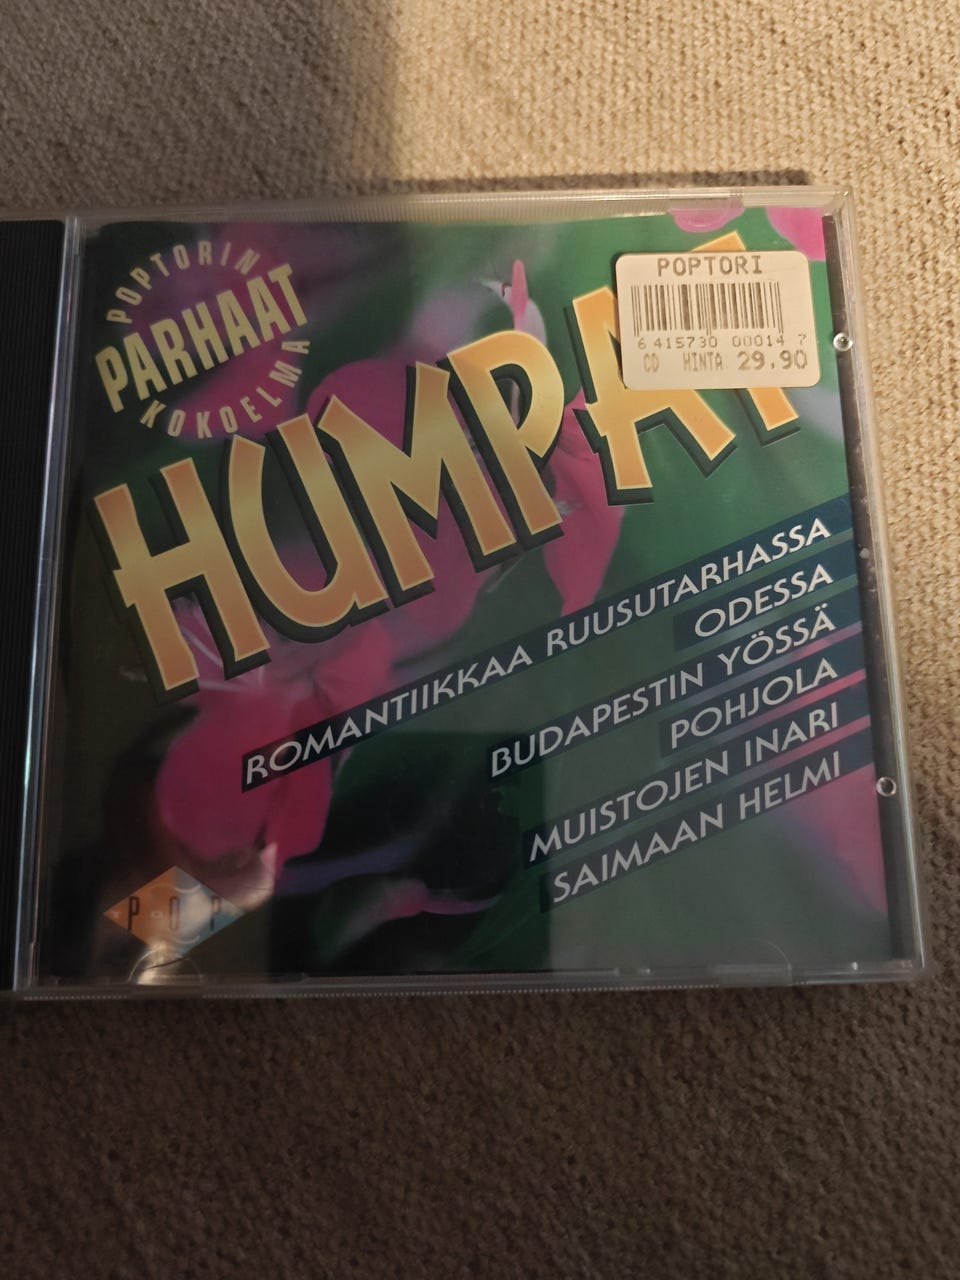 POPTORIN
PARHAAT
KOKOELMA
HUMPAT
POPTORI
6 415730 00014 7
CD HINTA 29,90
ROMANTIIKKAA RUUSUTARHASSA
ODESSA
BUDAPESTIN YÖSSÄ
POHJOLA
MUISTOJEN INARI
SAIMAAN HELMI
POP